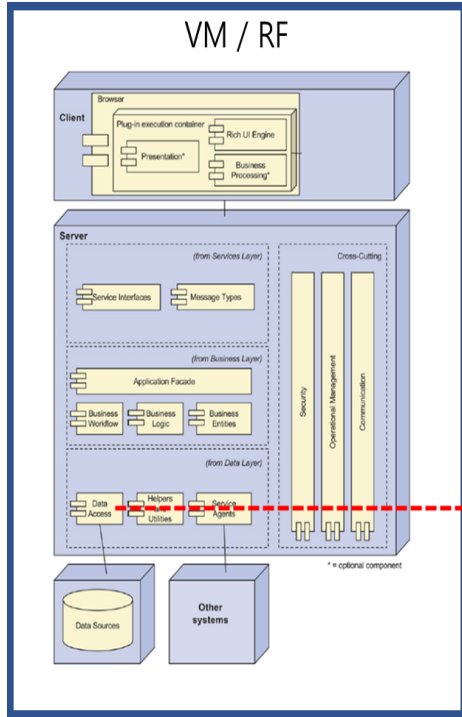 VM / RF
Browser
Client
Plug-in execution container
Rich UI Engine
Presentation*
Business
Processing*
Server
(from Services Layer)
Cross-Cutting
Service Interfaces
Message Types
(from Business Layer)
Application Facade
Business
Workflow
Business
Logic
Business
Entities
Security
Operational Management
Communication
(from Data Layer)
Data
Access
Helpers
Utilities
Service
Agents
* = optional component
Data Sources
Other
systems